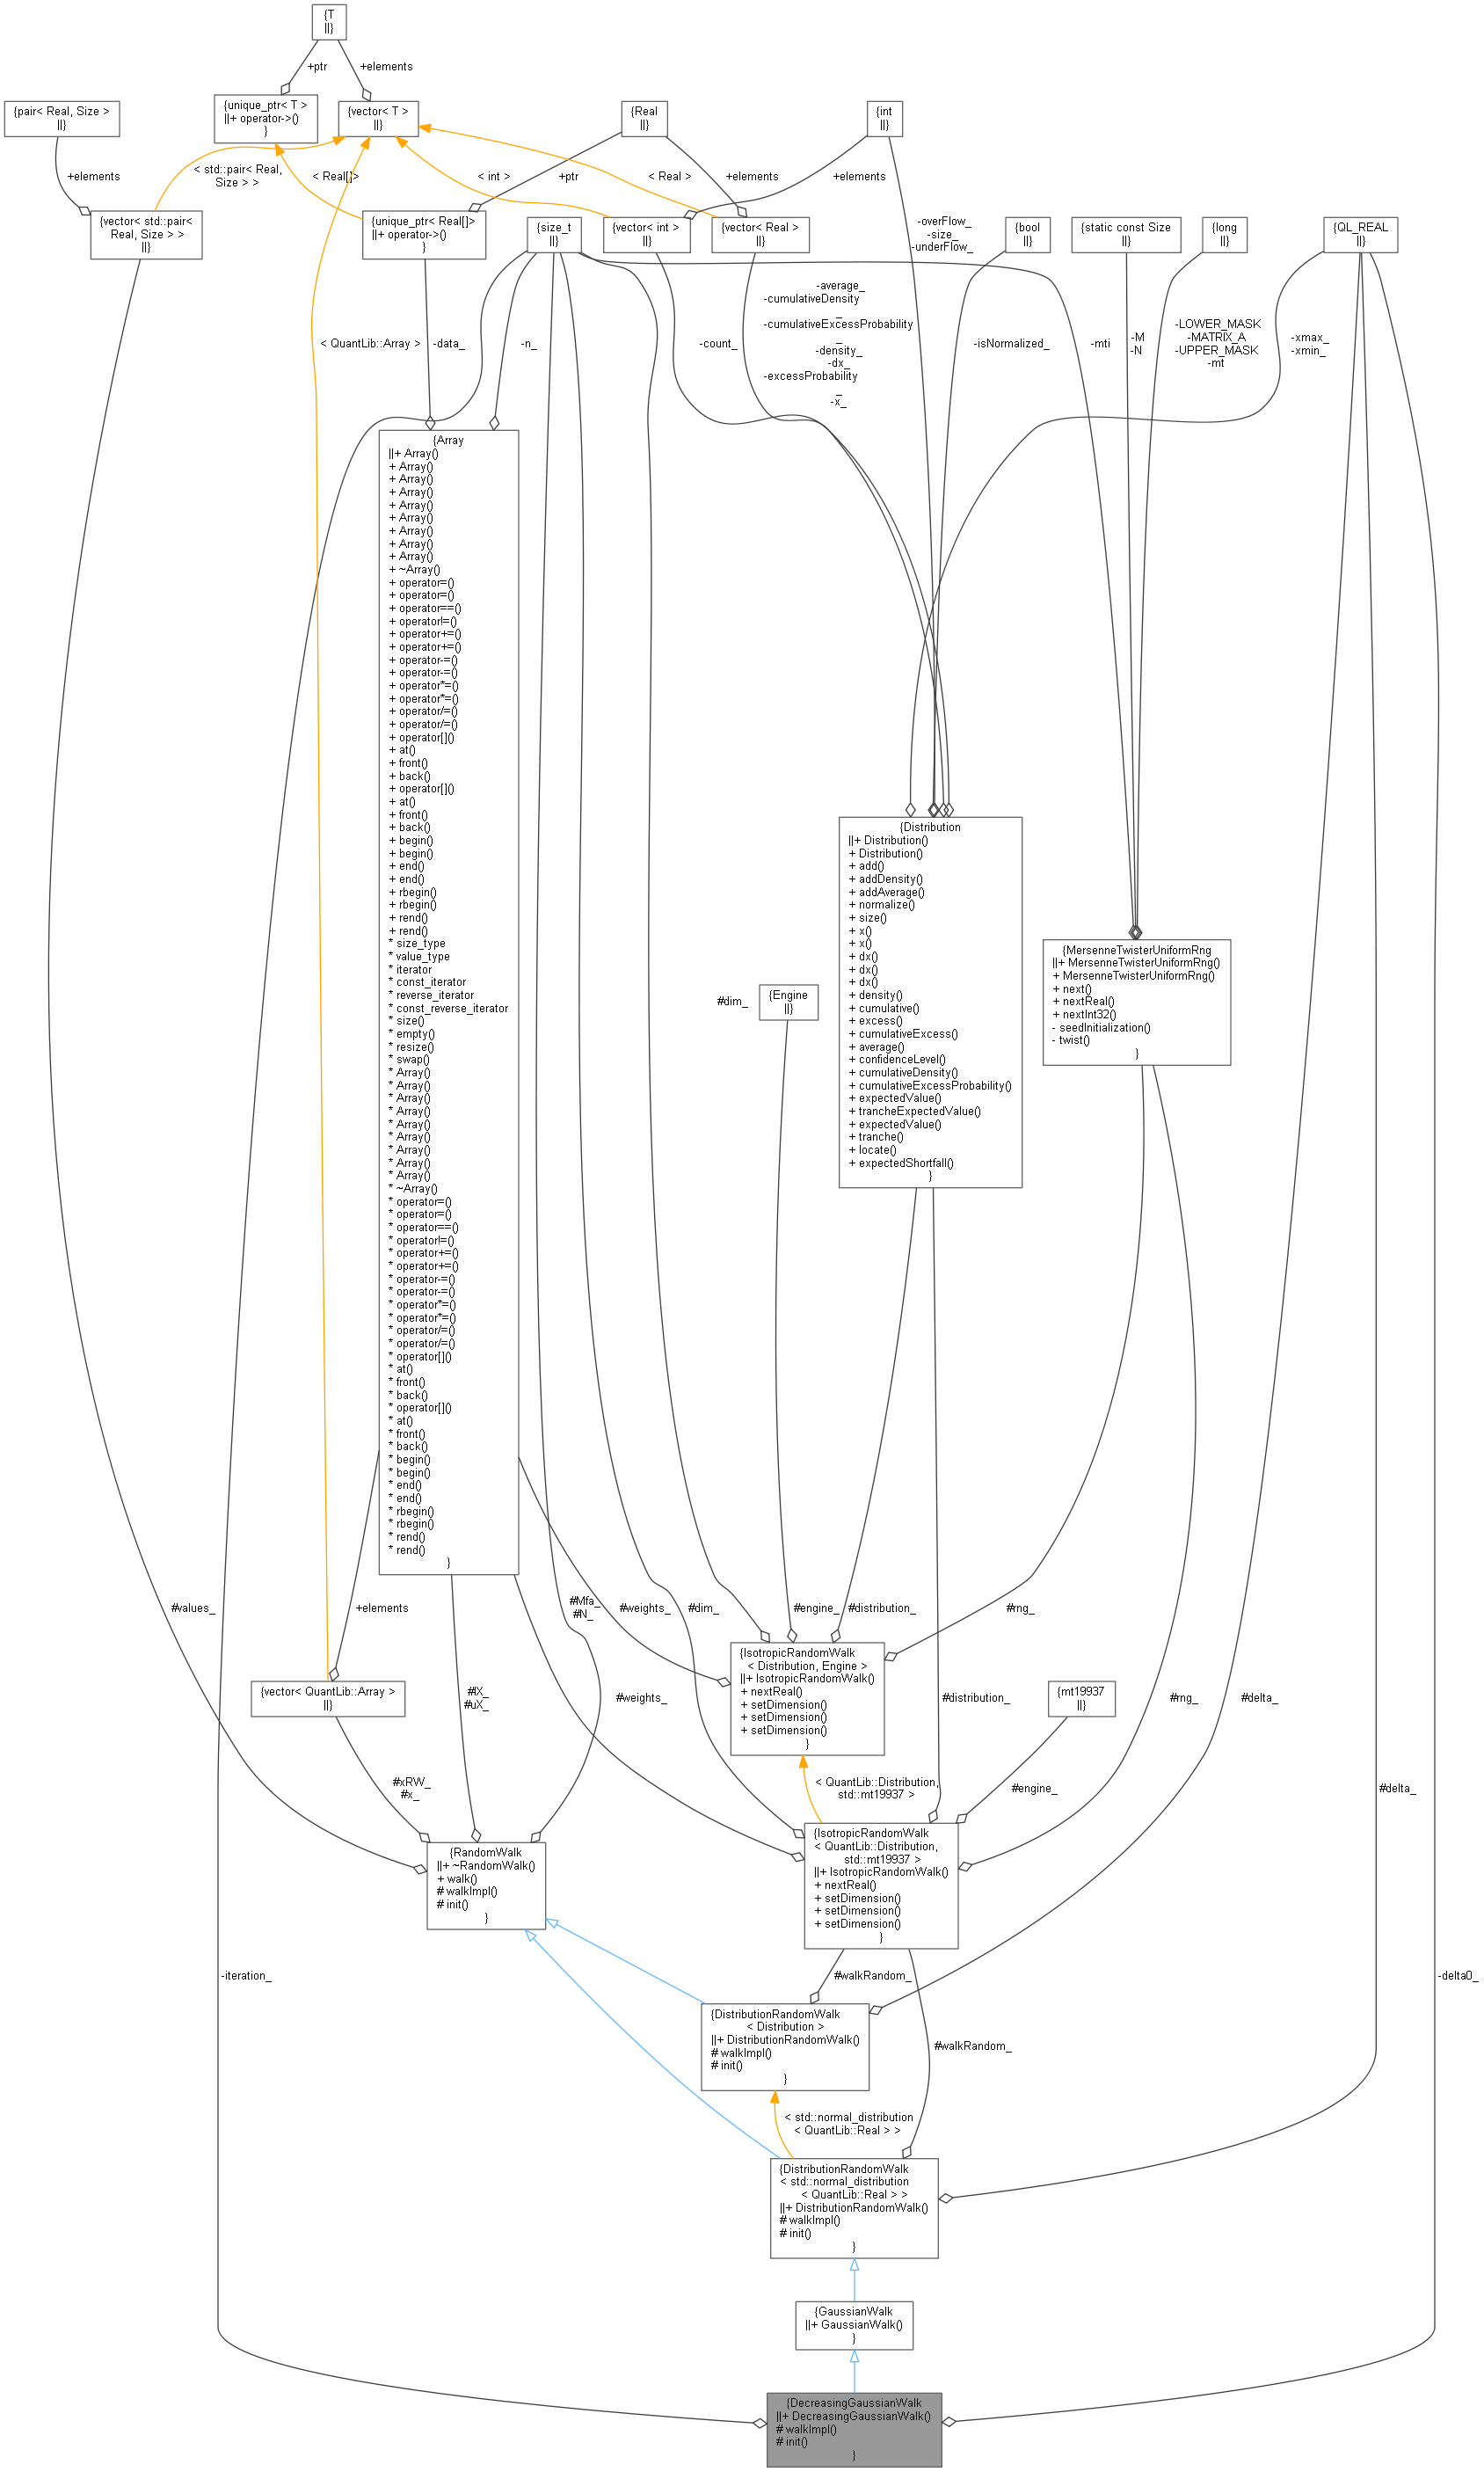 {T
||}
+ptr
+elements
{pair< Real, Size >
||}
{unique_ptr< T >
||+ operator->()
}
{vector< T >
||}
{Real
||}
{int
||}
+elements
< std::pair< Real,
Size > >
< Real[]>
< int >
+ptr
< Real >
+elements
+elements
{vector< std::pair<
Real, Size > >
||}
{unique_ptr< Real[]>
||+ operator->()
}
{size_t
||}
{vector< int >
||}
{vector< Real >
||}
-overFlow_
-size_
-underFlow_
{bool
||}
{static const Size
||}
{long
||}
{QL_REAL
||}
< QuantLib::Array >
-data_
-n_
-count_
-average_
-cumulativeDensity
_
-cumulativeExcessProbability
_
-density_
-dx_
-excessProbability
_
-x_
-isNormalized_
-mti
-M
-N
-LOWER_MASK
-MATRIX_A
-UPPER_MASK
-mt
-xmax_
-xmin_
{Array
||+ Array()
+ Array()
+ Array()
+ Array()
+ Array()
+ Array()
+ Array()
+ Array()
+ Array()
+ ~Array()
+ operator=()
+ operator=()
+ operator==()
+ operator!=()
+ operator+=()
+ operator+=()
+ operator-=()
+ operator-=()
+ operator*=()
+ operator*=()
+ operator/=()
+ operator/=()
+ operator[]()
+ at()
+ front()
+ back()
+ operator[]()
+ at()
+ front()
+ back()
+ begin()
+ begin()
+ end()
+ end()
+ rbegin()
+ rbegin()
+ rend()
+ rend()
* size_type
* value_type
* iterator
* const_iterator
* reverse_iterator
* const_reverse_iterator
* size()
* empty()
* resize()
* swap()
* Array()
* Array()
* Array()
* Array()
* Array()
* Array()
* Array()
* Array()
* Array()
* ~Array()
* operator=()
* operator=()
* operator==()
* operator!=()
* operator+=()
* operator+=()
* operator-=()
* operator-=()
* operator*=()
* operator*=()
* operator/=()
* operator/=()
* operator[]()
* at()
* front()
* back()
* operator[]()
* at()
* front()
* back()
* begin()
* begin()
* end()
* end()
* rbegin()
* rbegin()
* rend()
* rend()
}
{Distribution
||+ Distribution()
+ Distribution()
+ add()
+ addDensity()
+ addAverage()
+ normalize()
+ size()
+ x()
+ x()
+ dx()
+ dx()
+ dx()
+ density()
+ cumulative()
+ excess()
+ cumulativeExcess()
+ average()
+ confidenceLevel()
+ cumulativeDensity()
+ cumulativeExcessProbability()
+ expectedValue()
+ trancheExpectedValue()
+ expectedValue()
+ tranche()
+ locate()
+ expectedShortfall()
}
{MersenneTwisterUniformRng
||+ MersenneTwisterUniformRng()
+ MersenneTwisterUniformRng()
+ next()
+ nextReal()
+ nextInt32()
- seedInitialization()
- twist()
}
#dim_
{Engine
||}
#values_
+elements
#Mfa_
#N_
#weights_
#dim_
#engine_
#distribution_
#rng_
{vector< QuantLib::Array >
||}
#lX_
#uX_
#weights_
{IsotropicRandomWalk
< Distribution, Engine >
||+ IsotropicRandomWalk()
+ nextReal()
+ setDimension()
+ setDimension()
+ setDimension()
}
#distribution_
{mt19937
||}
#rng_
#delta_
#xRW_
#x_
< QuantLib::Distribution,
std::mt19937 >
#engine_
#delta_
{RandomWalk
||+ ~RandomWalk()
+ walk()
# walkImpl()
# init()
}
{IsotropicRandomWalk
< QuantLib::Distribution,
std::mt19937 >
||+ IsotropicRandomWalk()
+ nextReal()
+ setDimension()
+ setDimension()
+ setDimension()
}
-iteration_
#walkRandom_
-delta0_
{DistributionRandomWalk
< Distribution >
||+ DistributionRandomWalk()
# walkImpl()
# init()
}
#walkRandom_
< std::normal_distribution
< QuantLib::Real > >
{DistributionRandomWalk
< std::normal_distribution
< QuantLib::Real > >
||+ DistributionRandomWalk()
# walkImpl()
# init()
}
{GaussianWalk
||+ GaussianWalk()
}
{DecreasingGaussianWalk
||+ DecreasingGaussianWalk()
# walkImpl()
# init()
}